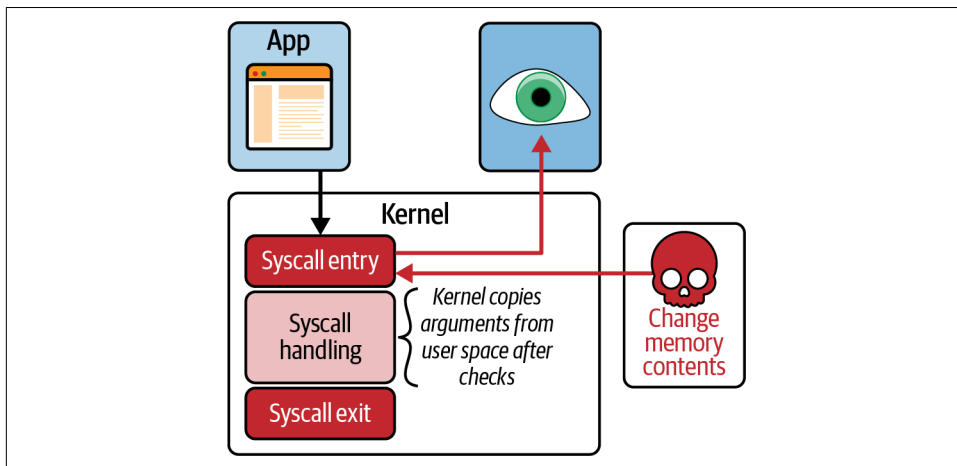 App
Kernel
Syscall entry
Syscall
handling
Kernel copies
arguments from
user space after
checks
Syscall exit
Change
memory
contents